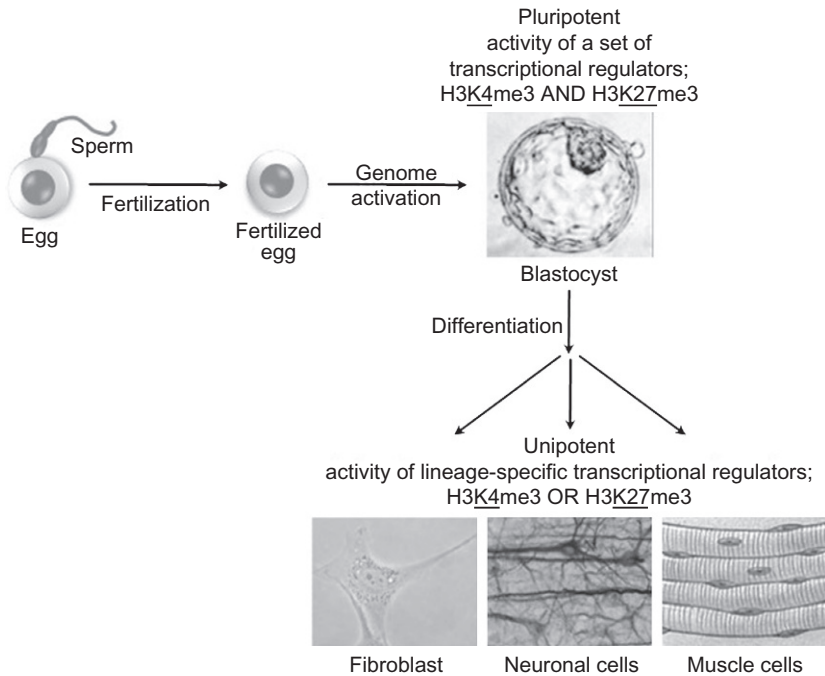 Pluripotent
activity of a set of
transcriptional regulators;
H3K4me3 AND H3K27me3
Sperm
Egg
Fertilization
Fertilized
egg
Genome
activation
Blastocyst
Differentiation
Unipotent
activity of lineage-specific transcriptional regulators;
H3K4me3 OR H3K27me3
Fibroblast
Neuronal cells
Muscle cells